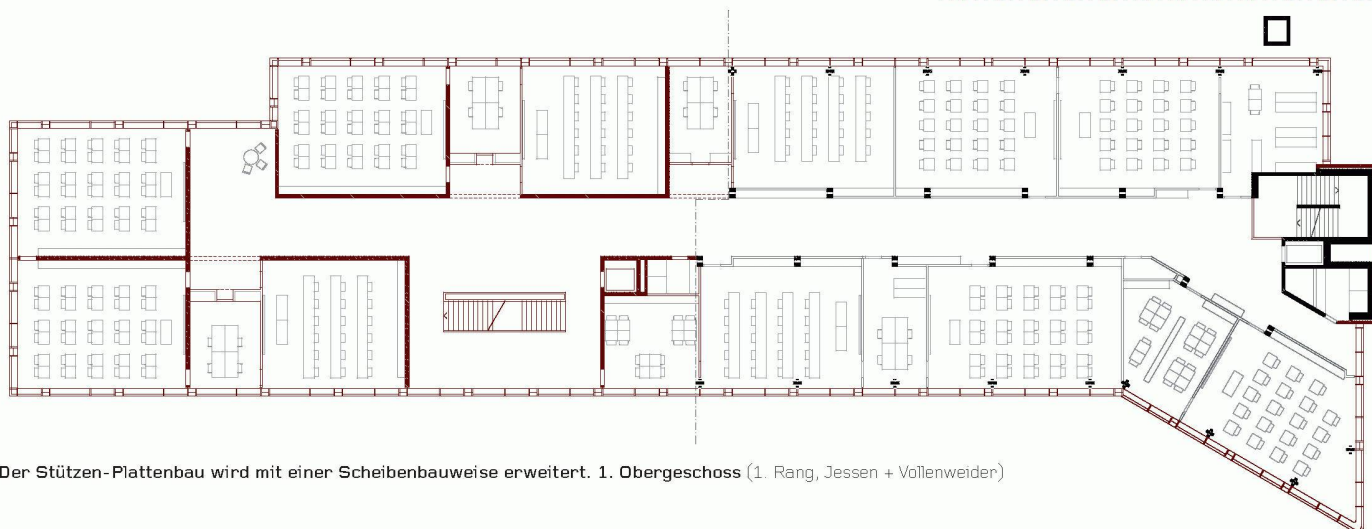 Der Stützen-Plattenbau wird mit einer Scheibenbauweise erweitert. 1. Obergeschoss (1. Rang, Jessen + Vollenweider)